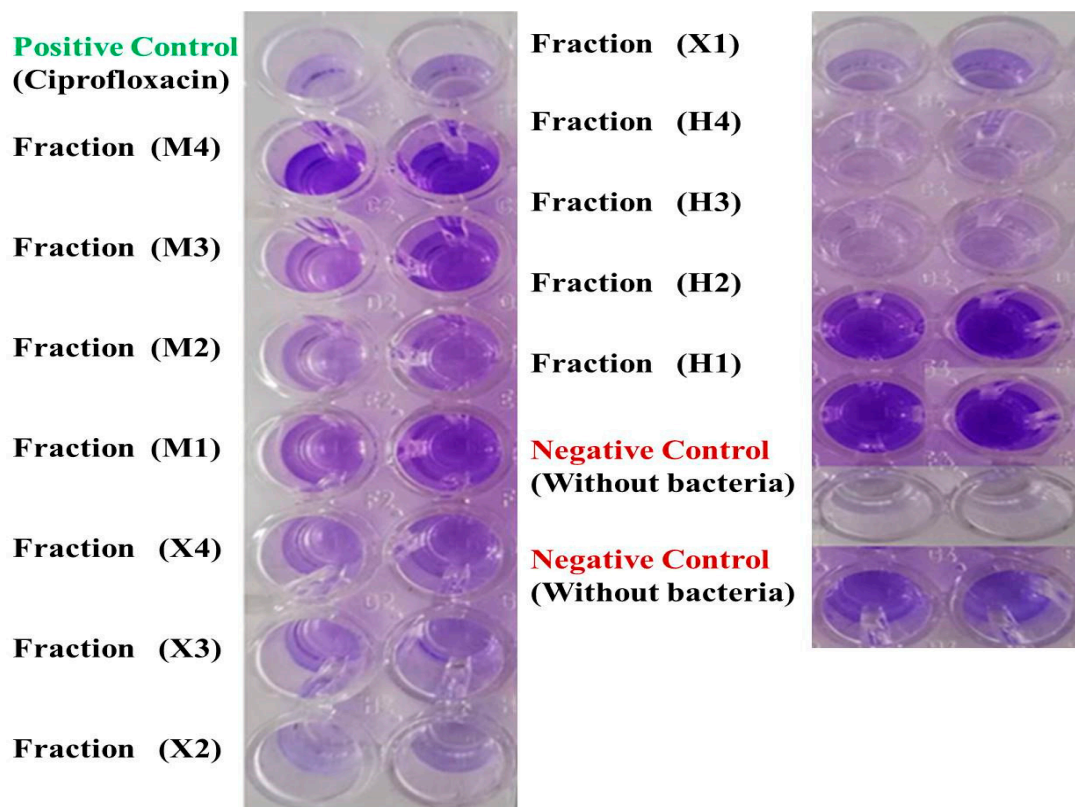 Positive Control
(Ciprofloxacin)
Fraction (M4)
Fraction (M3)
Fraction (M2)
Fraction (M1)
Fraction (X4)
Fraction (X3)
Fraction (X2)
Fraction (X1)
Fraction (H4)
Fraction (H3)
Fraction (H2)
Fraction (H1)
Negative Control
(Without bacteria)
Negative Control
(Without bacteria)